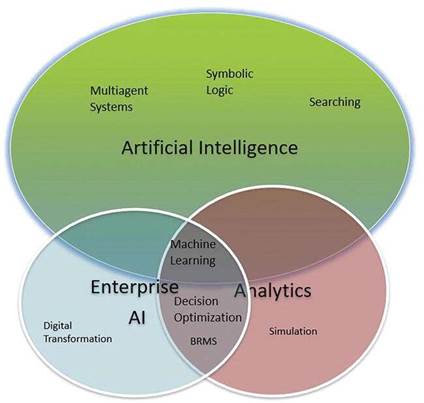 Symbolic
Logic
Multiagent
Systems
Searching
Artificial Intelligence
Machine
Learning
Enterprise
AI
Analytics
Decision
Optimization
Digital
Transformation
Simulation
BRMS